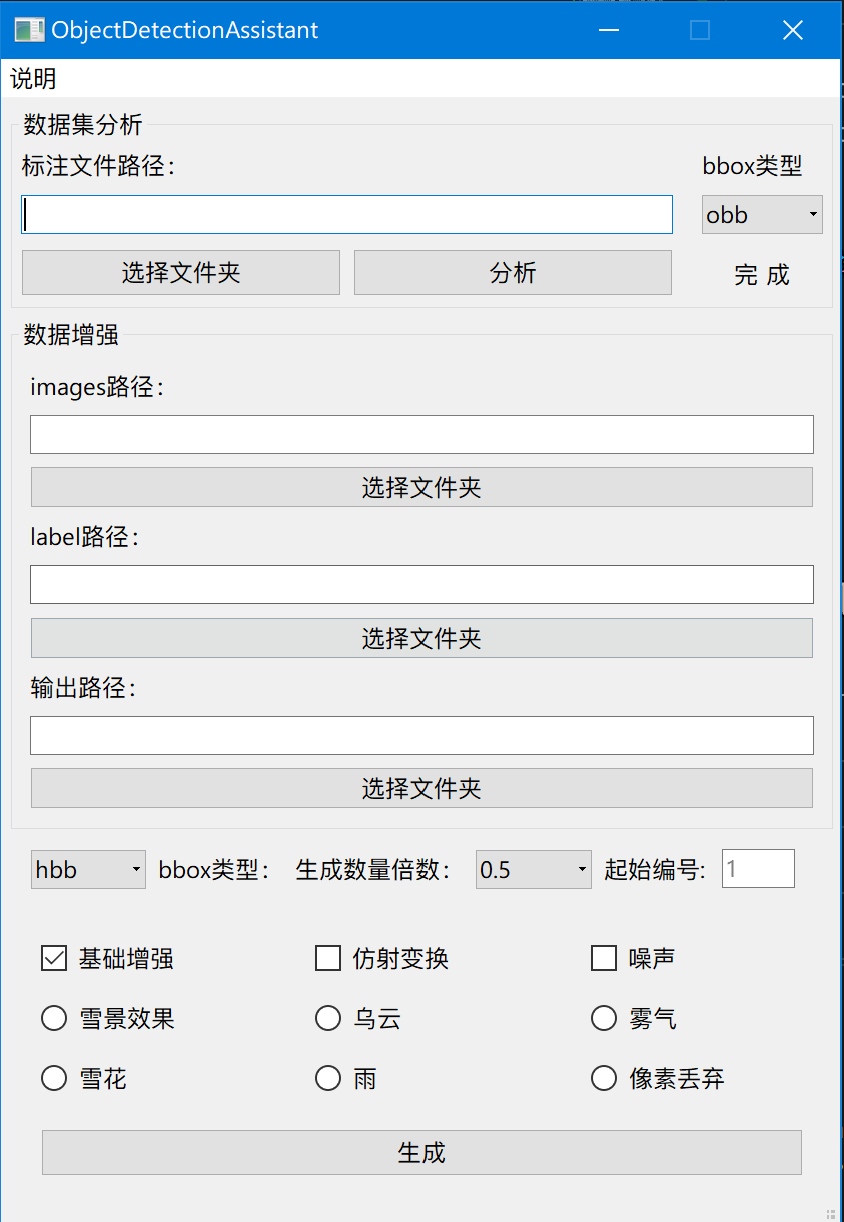 ObjectDetectionAssistant
说明
数据集分析
标注文件路径： bbox类型
obb
选择文件夹 分析 完 成
数据增强
images路径：
选择文件夹
label路径：
选择文件夹
输出路径：
选择文件夹
hbb bbox类型： 生成数量倍数： 0.5 起始编号: 1
基础增强 仿射变换 噪声
雪景效果 乌云 雾气
雪花 雨 像素丢弃
生成